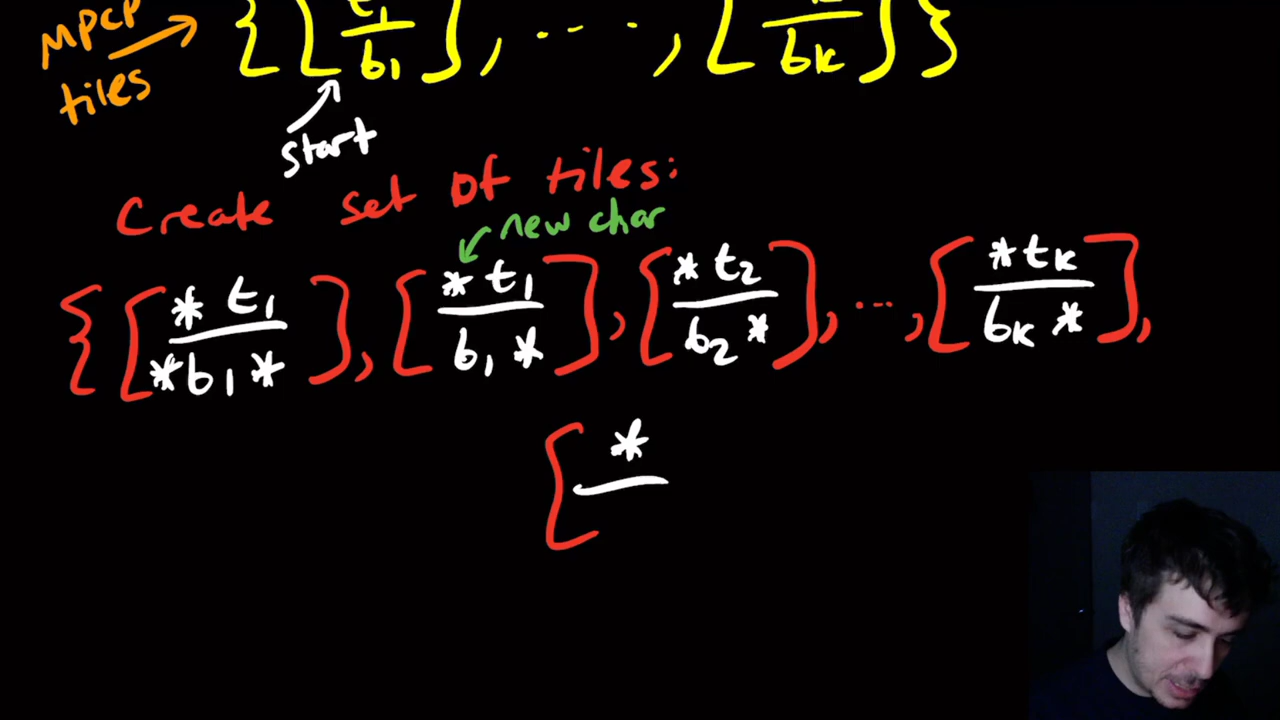 MPCP tiles → {[t₁/b₁], ..., [/bₖ]}
start
Create set of tiles:
new char
{[* t₁/*b₁*], [* t₁/b₁*], [* t₂/b₂*], ..., [*tₖ/bₖ*],
[*/